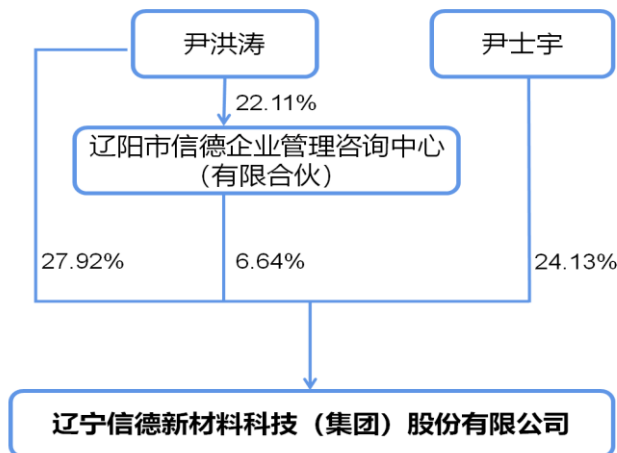 尹洪涛
尹士宇
22.11%
辽阳市信德企业管理咨询中心
（有限合伙）
27.92%
6.64%
24.13%
辽宁信德新材料科技（集团）股份有限公司